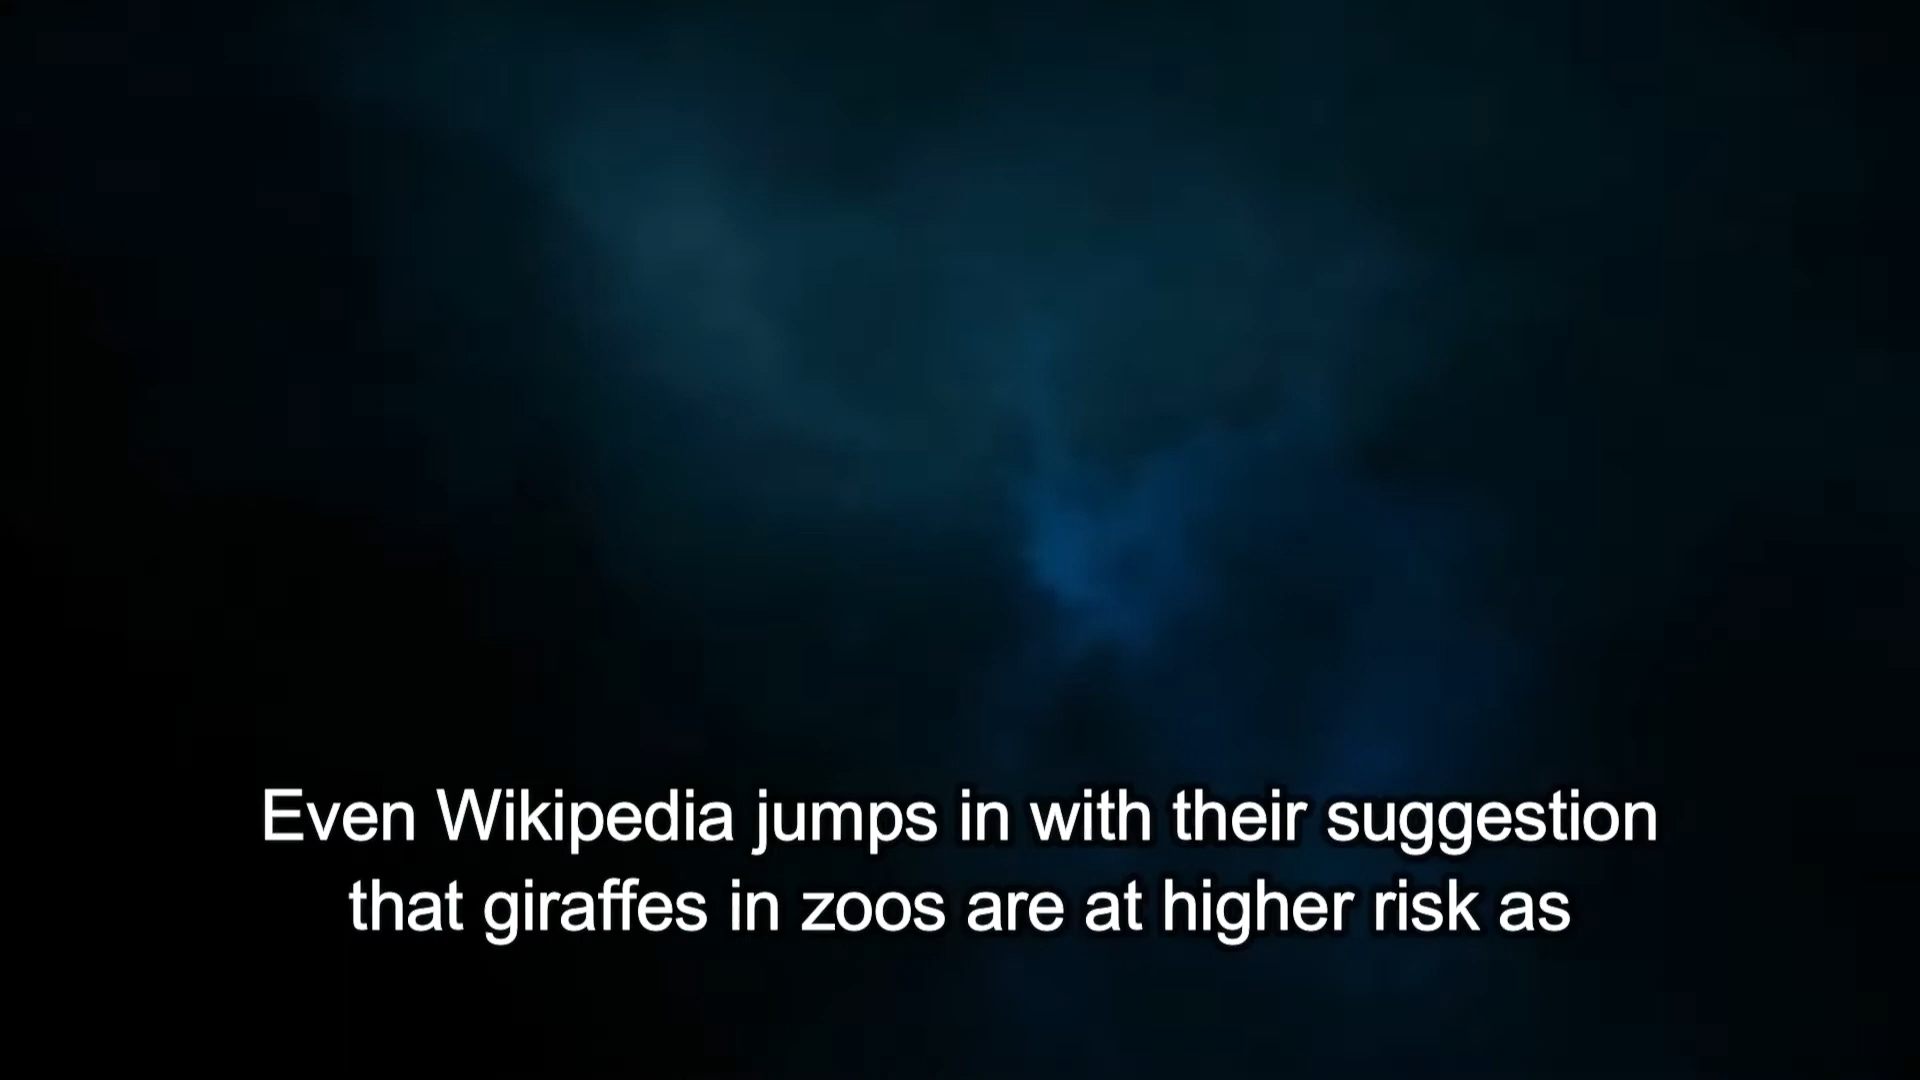 Even Wikipedia jumps in with their suggestion
that giraffes in zoos are at higher risk as